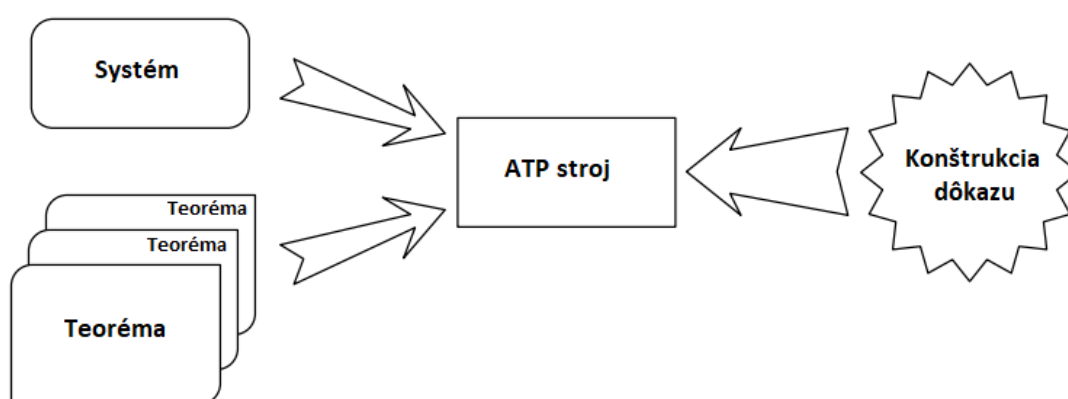 Systém
ATP stroj
Konštrukcia
dôkazu
Teoréma
Teoréma
Teoréma